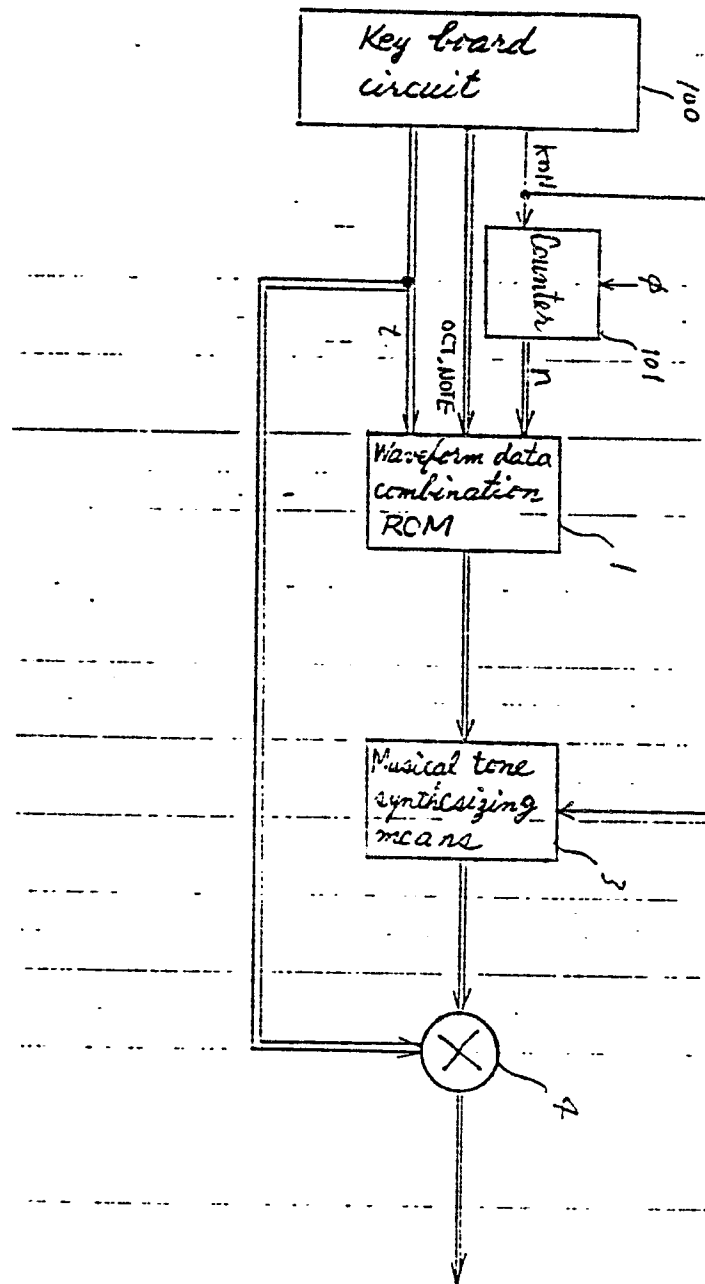 Key board
circuit
100
KON
Counter
φ
101
n
OCT.NOTE
Waveform data
combination
ROM
1
Musical tone
synthesizing
means
3
4